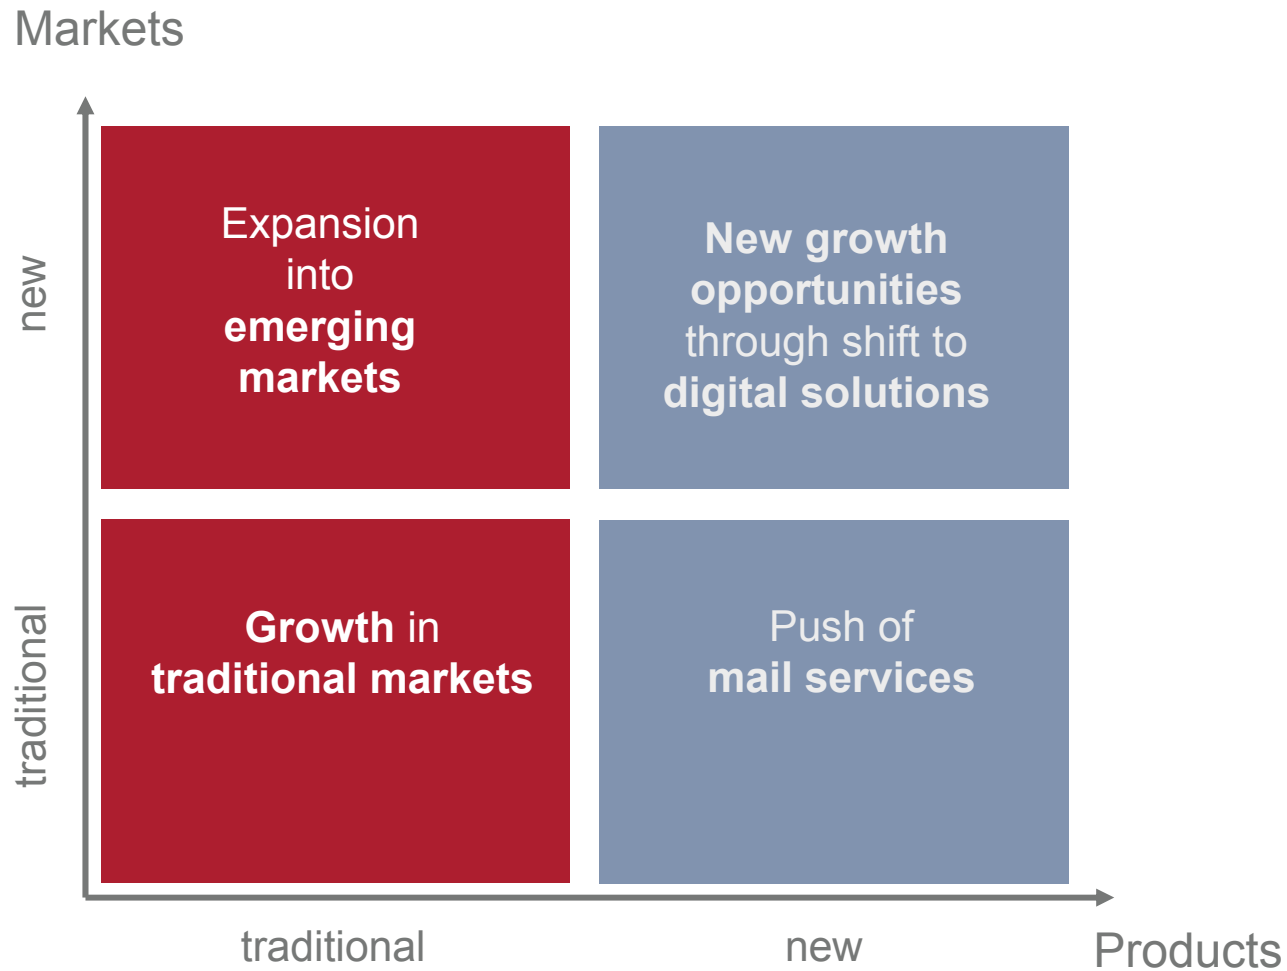 Markets
new
Expansion
into
emerging
markets
New growth
opportunities
through shift to
digital solutions
traditional
Growth in
traditional markets
Push of
mail services
traditional
new
Products